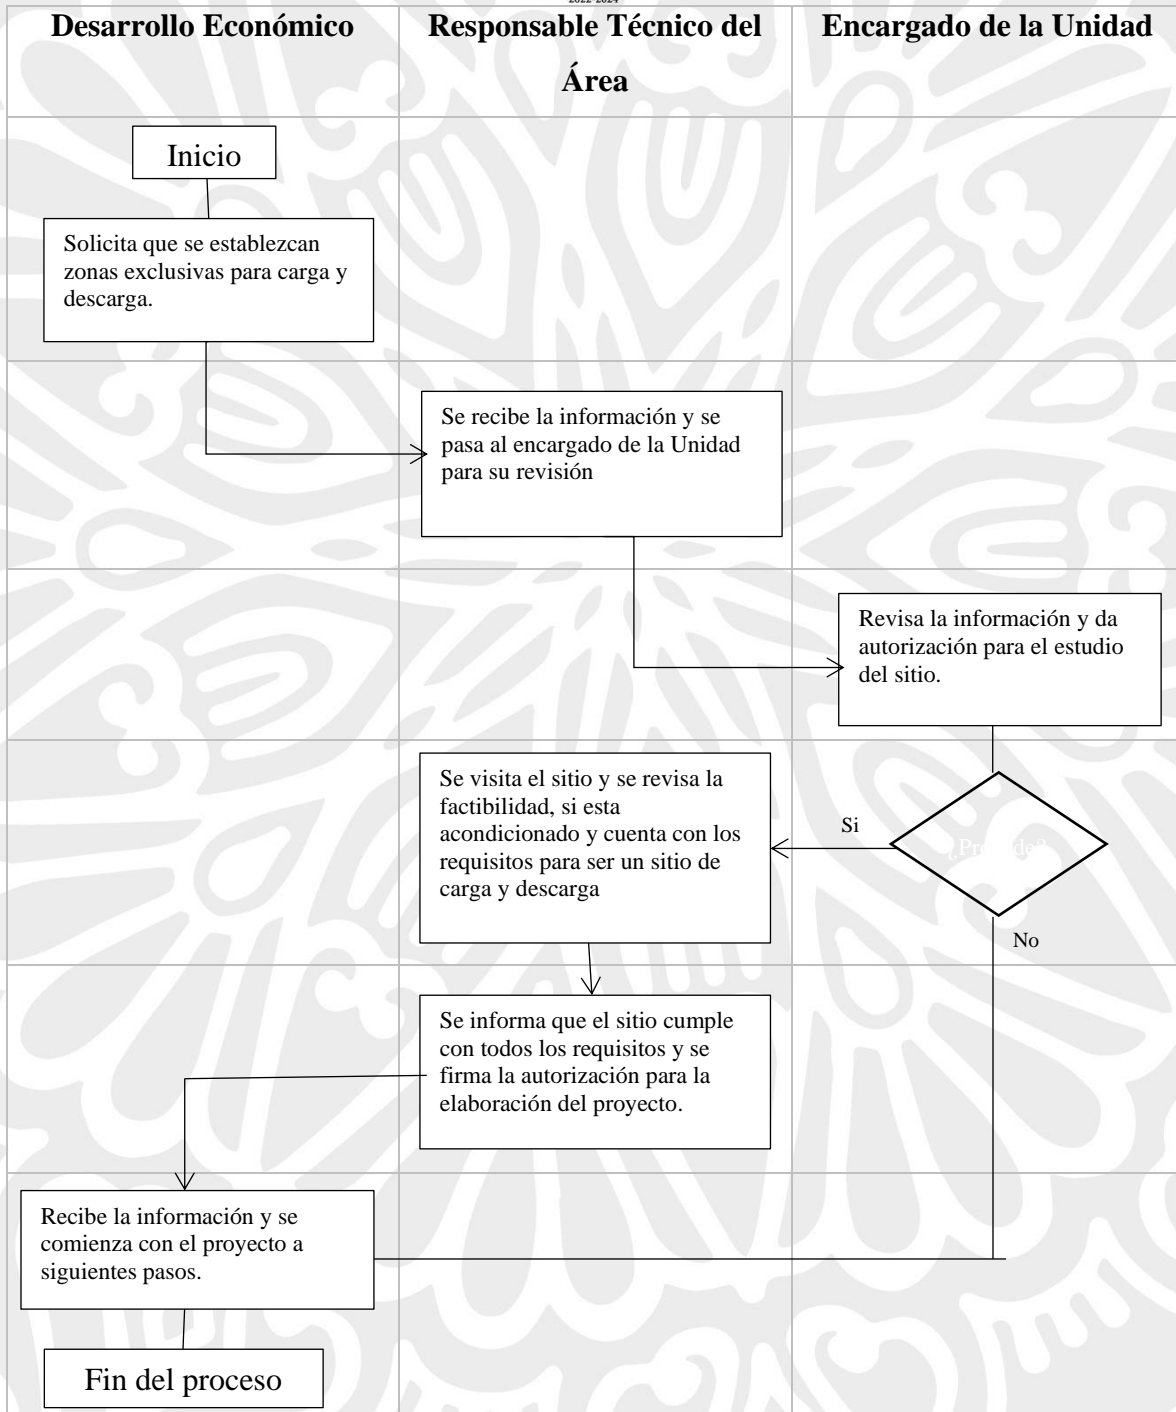 2022-2024
Desarrollo Económico
Responsable Técnico del
Área
Encargado de la Unidad
Inicio
Solicita que se establezcan
zonas exclusivas para carga y
descarga.
Se recibe la información y se
pasa al encargado de la Unidad
para su revisión
Revisa la información y da
autorización para el estudio
del sitio.
Se visita el sitio y se revisa la
factibilidad, si esta
acondicionado y cuenta con los
requisitos para ser un sitio de
carga y descarga
Si
No
Se informa que el sitio cumple
con todos los requisitos y se
firma la autorización para la
elaboración del proyecto.
Recibe la información y se
comienza con el proyecto a
siguientes pasos.
Fin del proceso